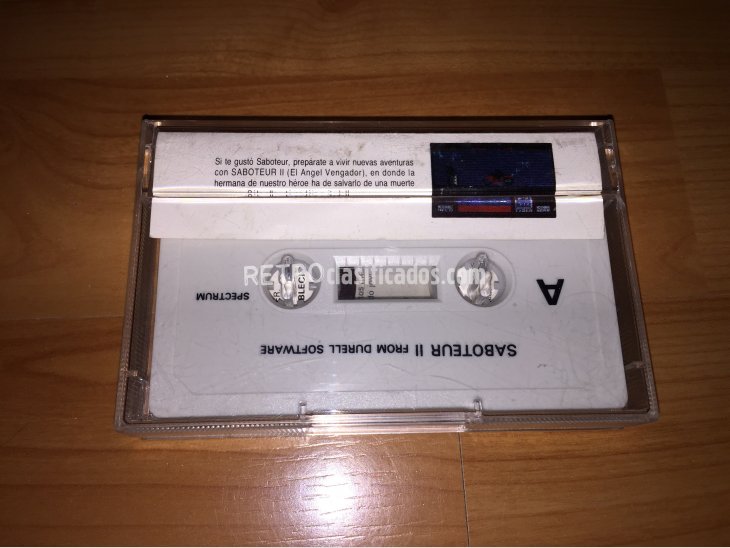 Si te gustó Saboteur, prepárate a vivir nuevas aventuras
con SABOTEUR II (El Angel Vengador), en donde la
hermana de nuestro héroe ha de salvarlo de una muerte
RETROclasificados.com
BLECI
SPECTRUM
A
SABOTEUR II FROM DURELL SOFTWARE